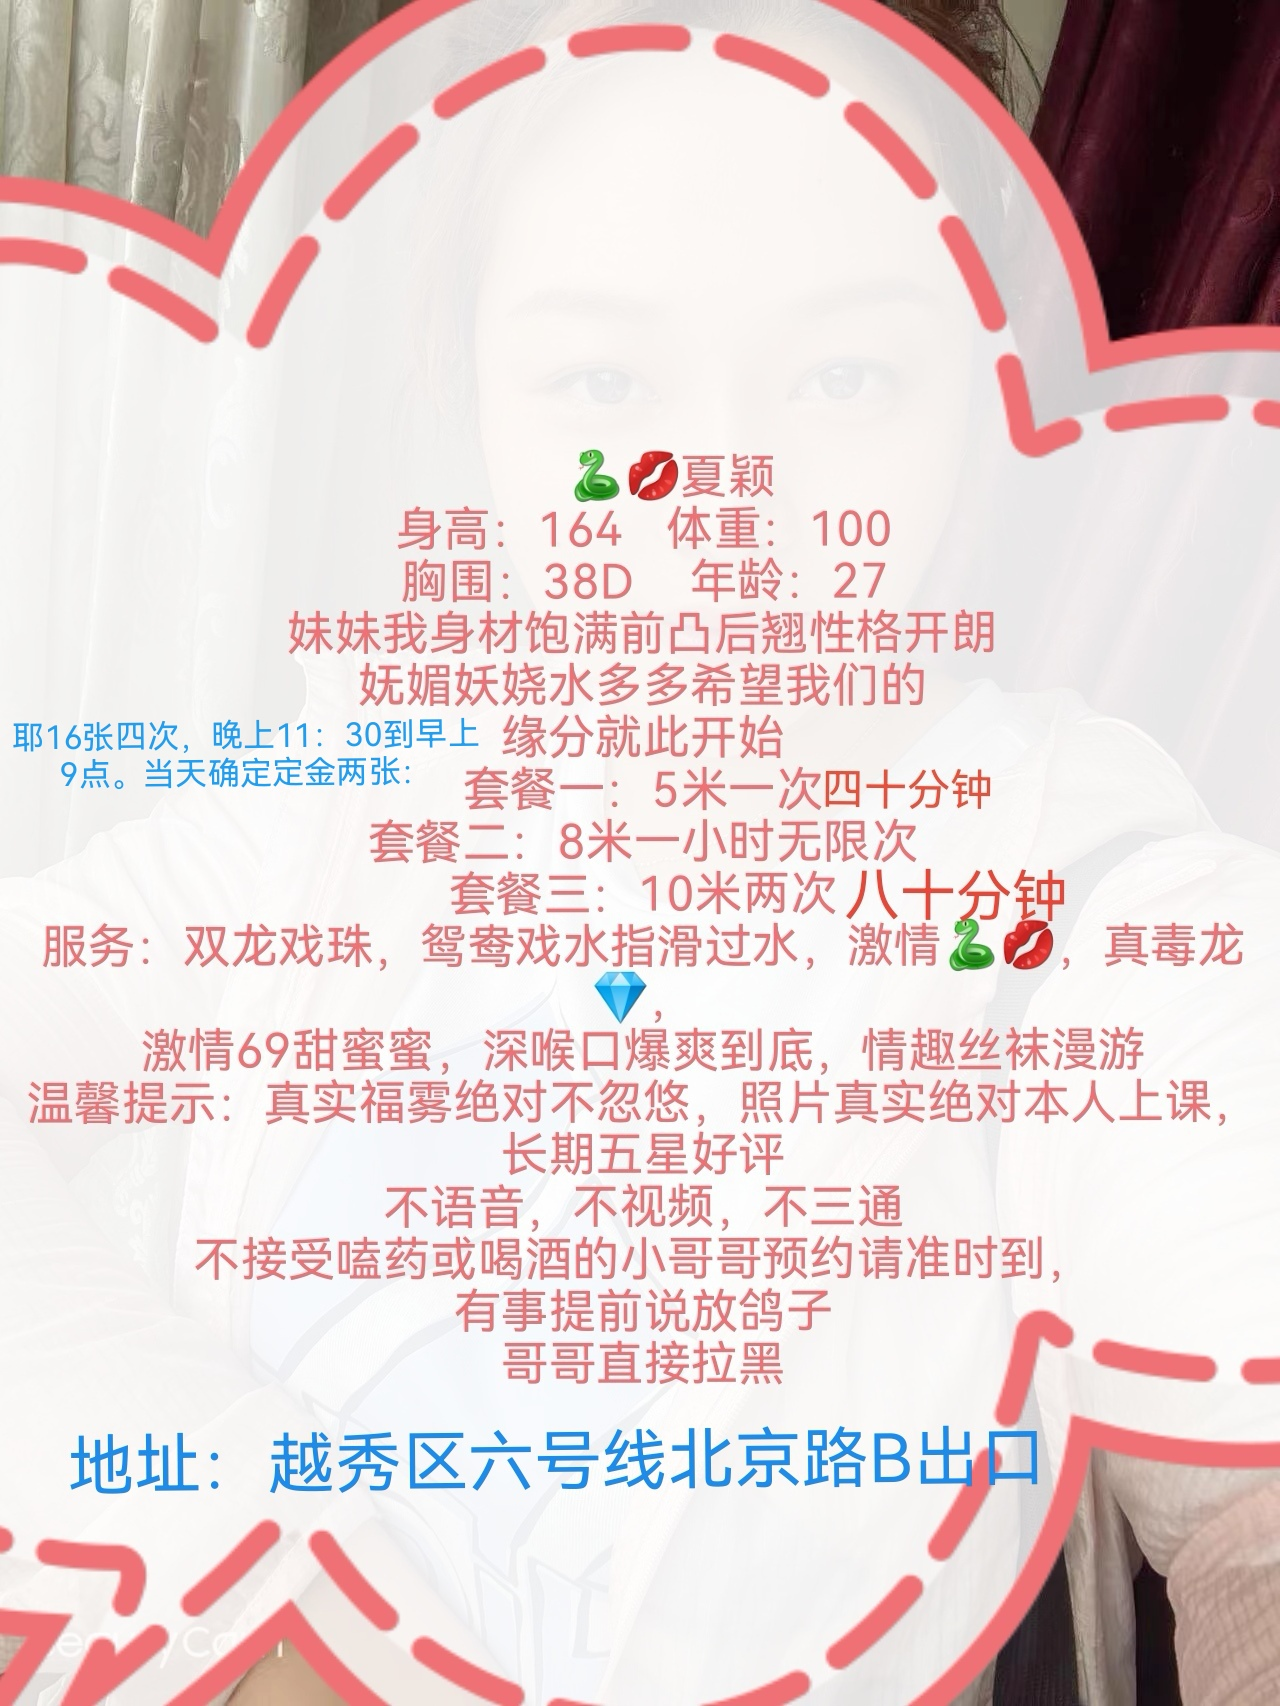 🐍💋夏颖
身高：164 体重：100
胸围：38D 年龄：27
妹妹我身材饱满前凸后翘性格开朗
妩媚妖娆水多多希望我们的
缘分就此开始
耶16张四次，晚上11：30到早上
9点。当天确定定金两张：
套餐一：5米一次四十分钟
套餐二：8米一小时无限次
套餐三：10米两次八十分钟
服务：双龙戏珠，鸳鸯戏水指滑过水，激情🐍💋，真毒龙
💎，
激情69甜蜜蜜，深喉口爆爽到底，情趣丝袜漫游
温馨提示：真实福雾绝对不忽悠，照片真实绝对本人上课，
长期五星好评
不语音，不视频，不三通
不接受嗑药或喝酒的小哥哥预约请准时到，
有事提前说放鸽子
哥哥直接拉黑
地址：越秀区六号线北京路B出口